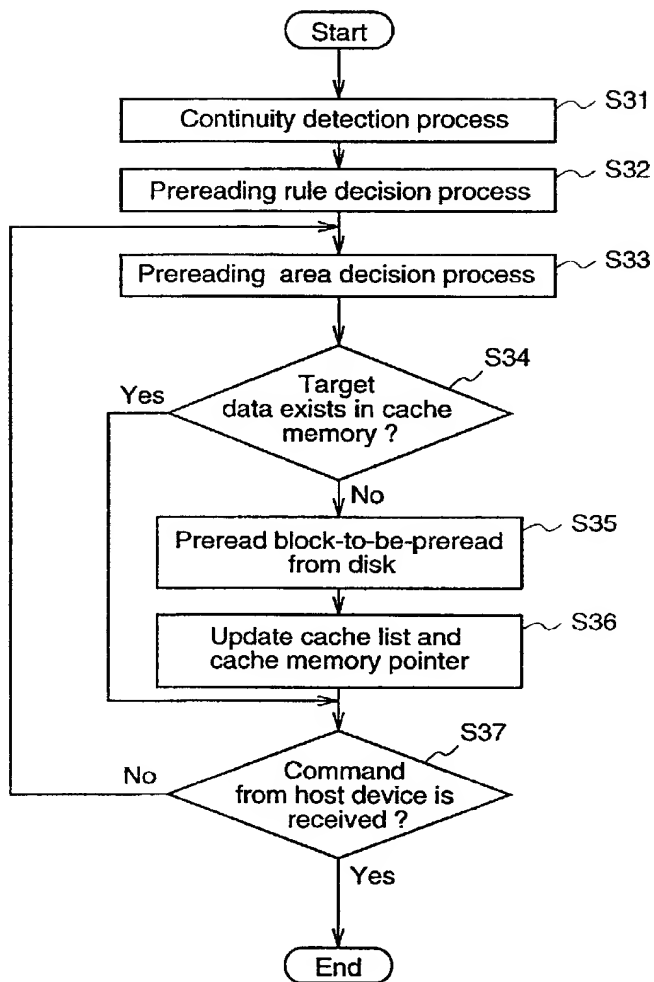 Start
Continuity detection process
S31
Prereading rule decision process
S32
Prereading area decision process
S33
S34
Target
data exists in cache
memory ?
Yes
No
Preread block-to-be-preread
from disk
S35
Update cache list and
cache memory pointer
S36
S37
Command
from host device is
received ?
No
Yes
End